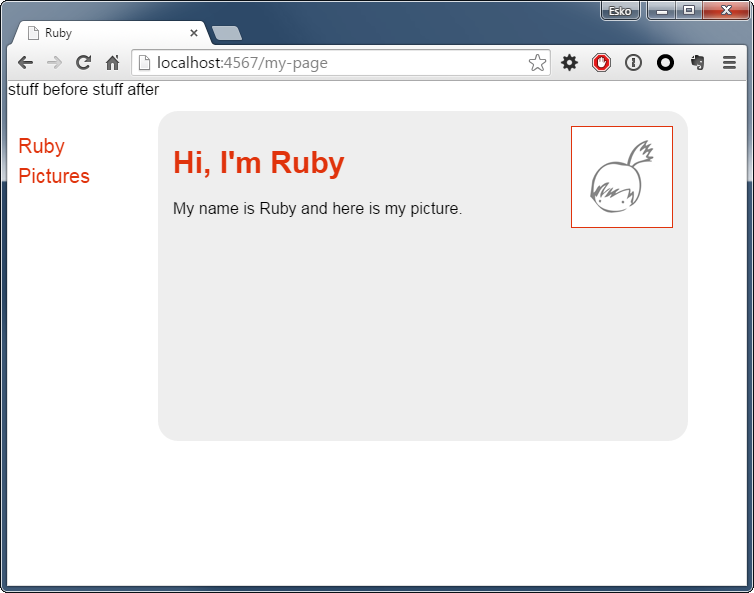 Esko
Ruby
localhost:4567/my-page
stuff before stuff after
Ruby
Pictures
Hi, I'm Ruby
My name is Ruby and here is my picture.